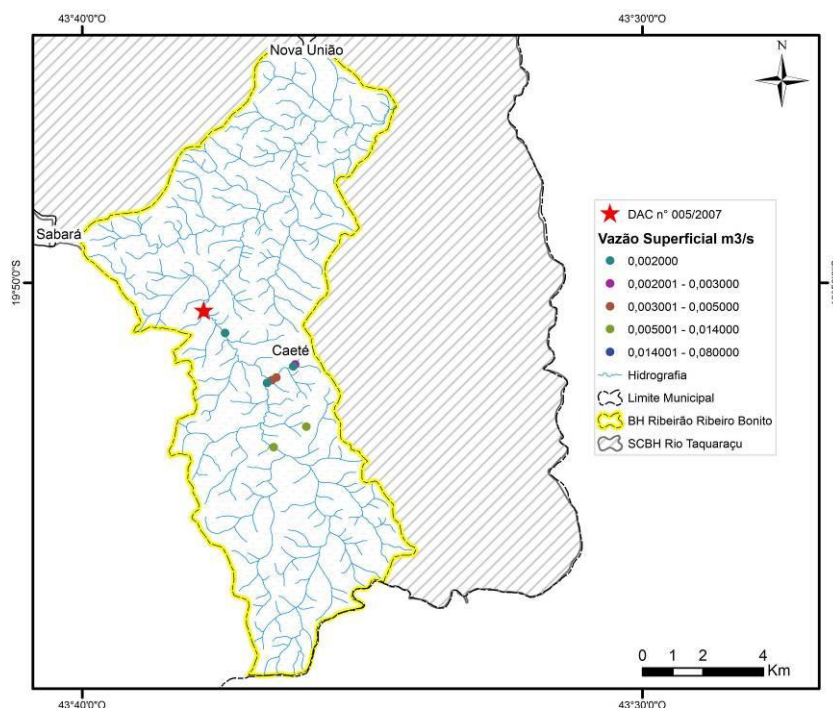 43°40'0"O
43°30'0"O
Nova União
N
Sabará
19°50'0"S
DAC n° 005/2007
Vazão Superficial m3/s
0,002000
0,002001 - 0,003000
0,003001 - 0,005000
0,005001 - 0,014000
0,014001 - 0,080000
Hidrografia
Limite Municipal
BH Ribeirão Ribeiro Bonito
SCBH Rio Taquaraçu
Caeté
0 1 2 4
Km
43°40'0"O
43°30'0"O